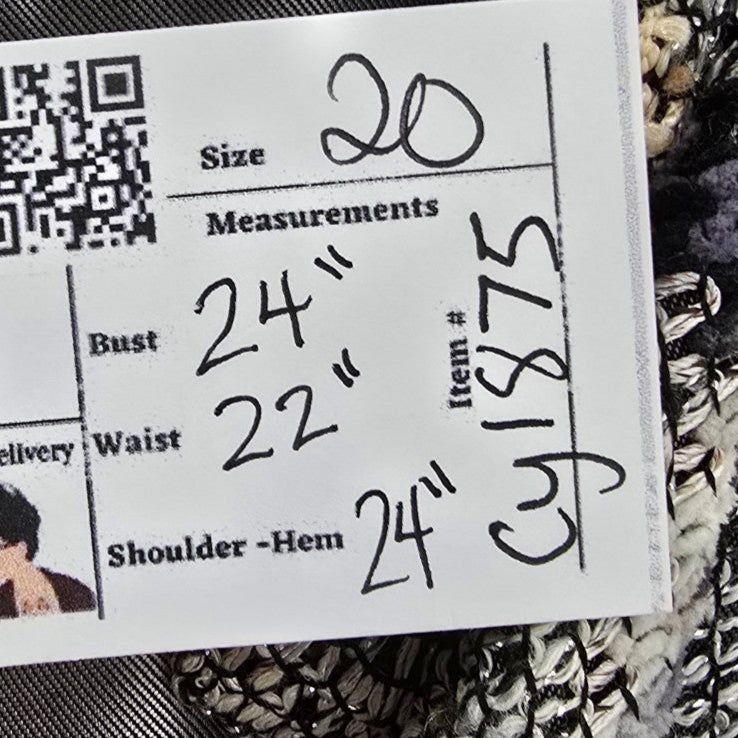 Size 20
Measurements
Bust 24"
Waist 22"
Shoulder -Hem 24"
Item # Cy1875
elivery